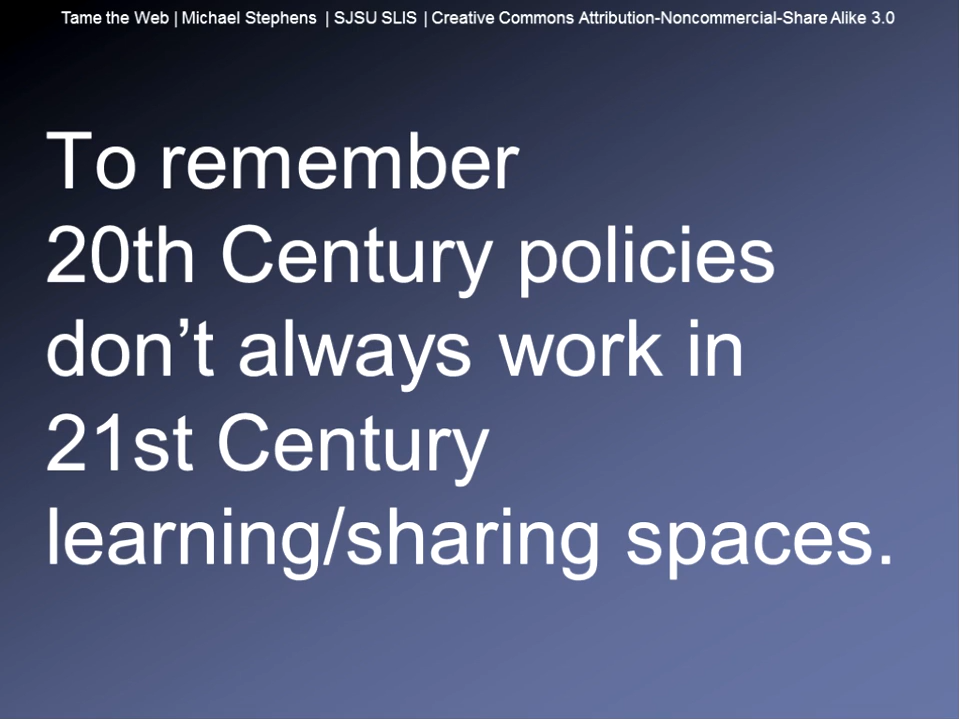 Tame the Web | Michael Stephens | SJSU SLIS | Creative Commons Attribution-Noncommercial-Share Alike 3.0
To remember
20th Century policies
don’t always work in
21st Century
learning/sharing spaces.